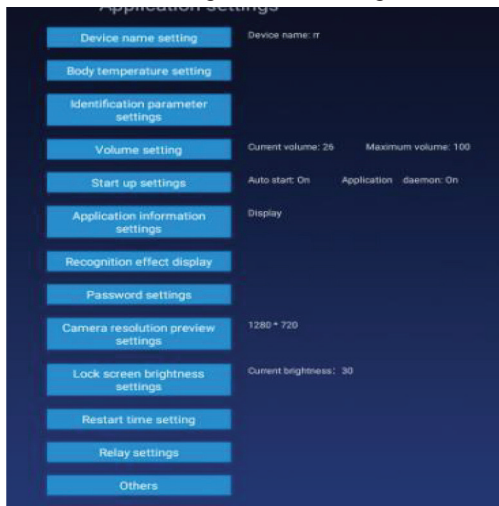 Application settings
Device name setting
Device name: rr
Body temperature setting
Identification parameter
settings
Volume setting
Current volume: 26 Maximum volume: 100
Start up settings
Auto start: On Application daemon: On
Application information
settings
Display
Recognition effect display
Password settings
Camera resolution preview
settings
1280 * 720
Lock screen brightness
settings
Current brightness: 30
Restart time setting
Relay settings
Others